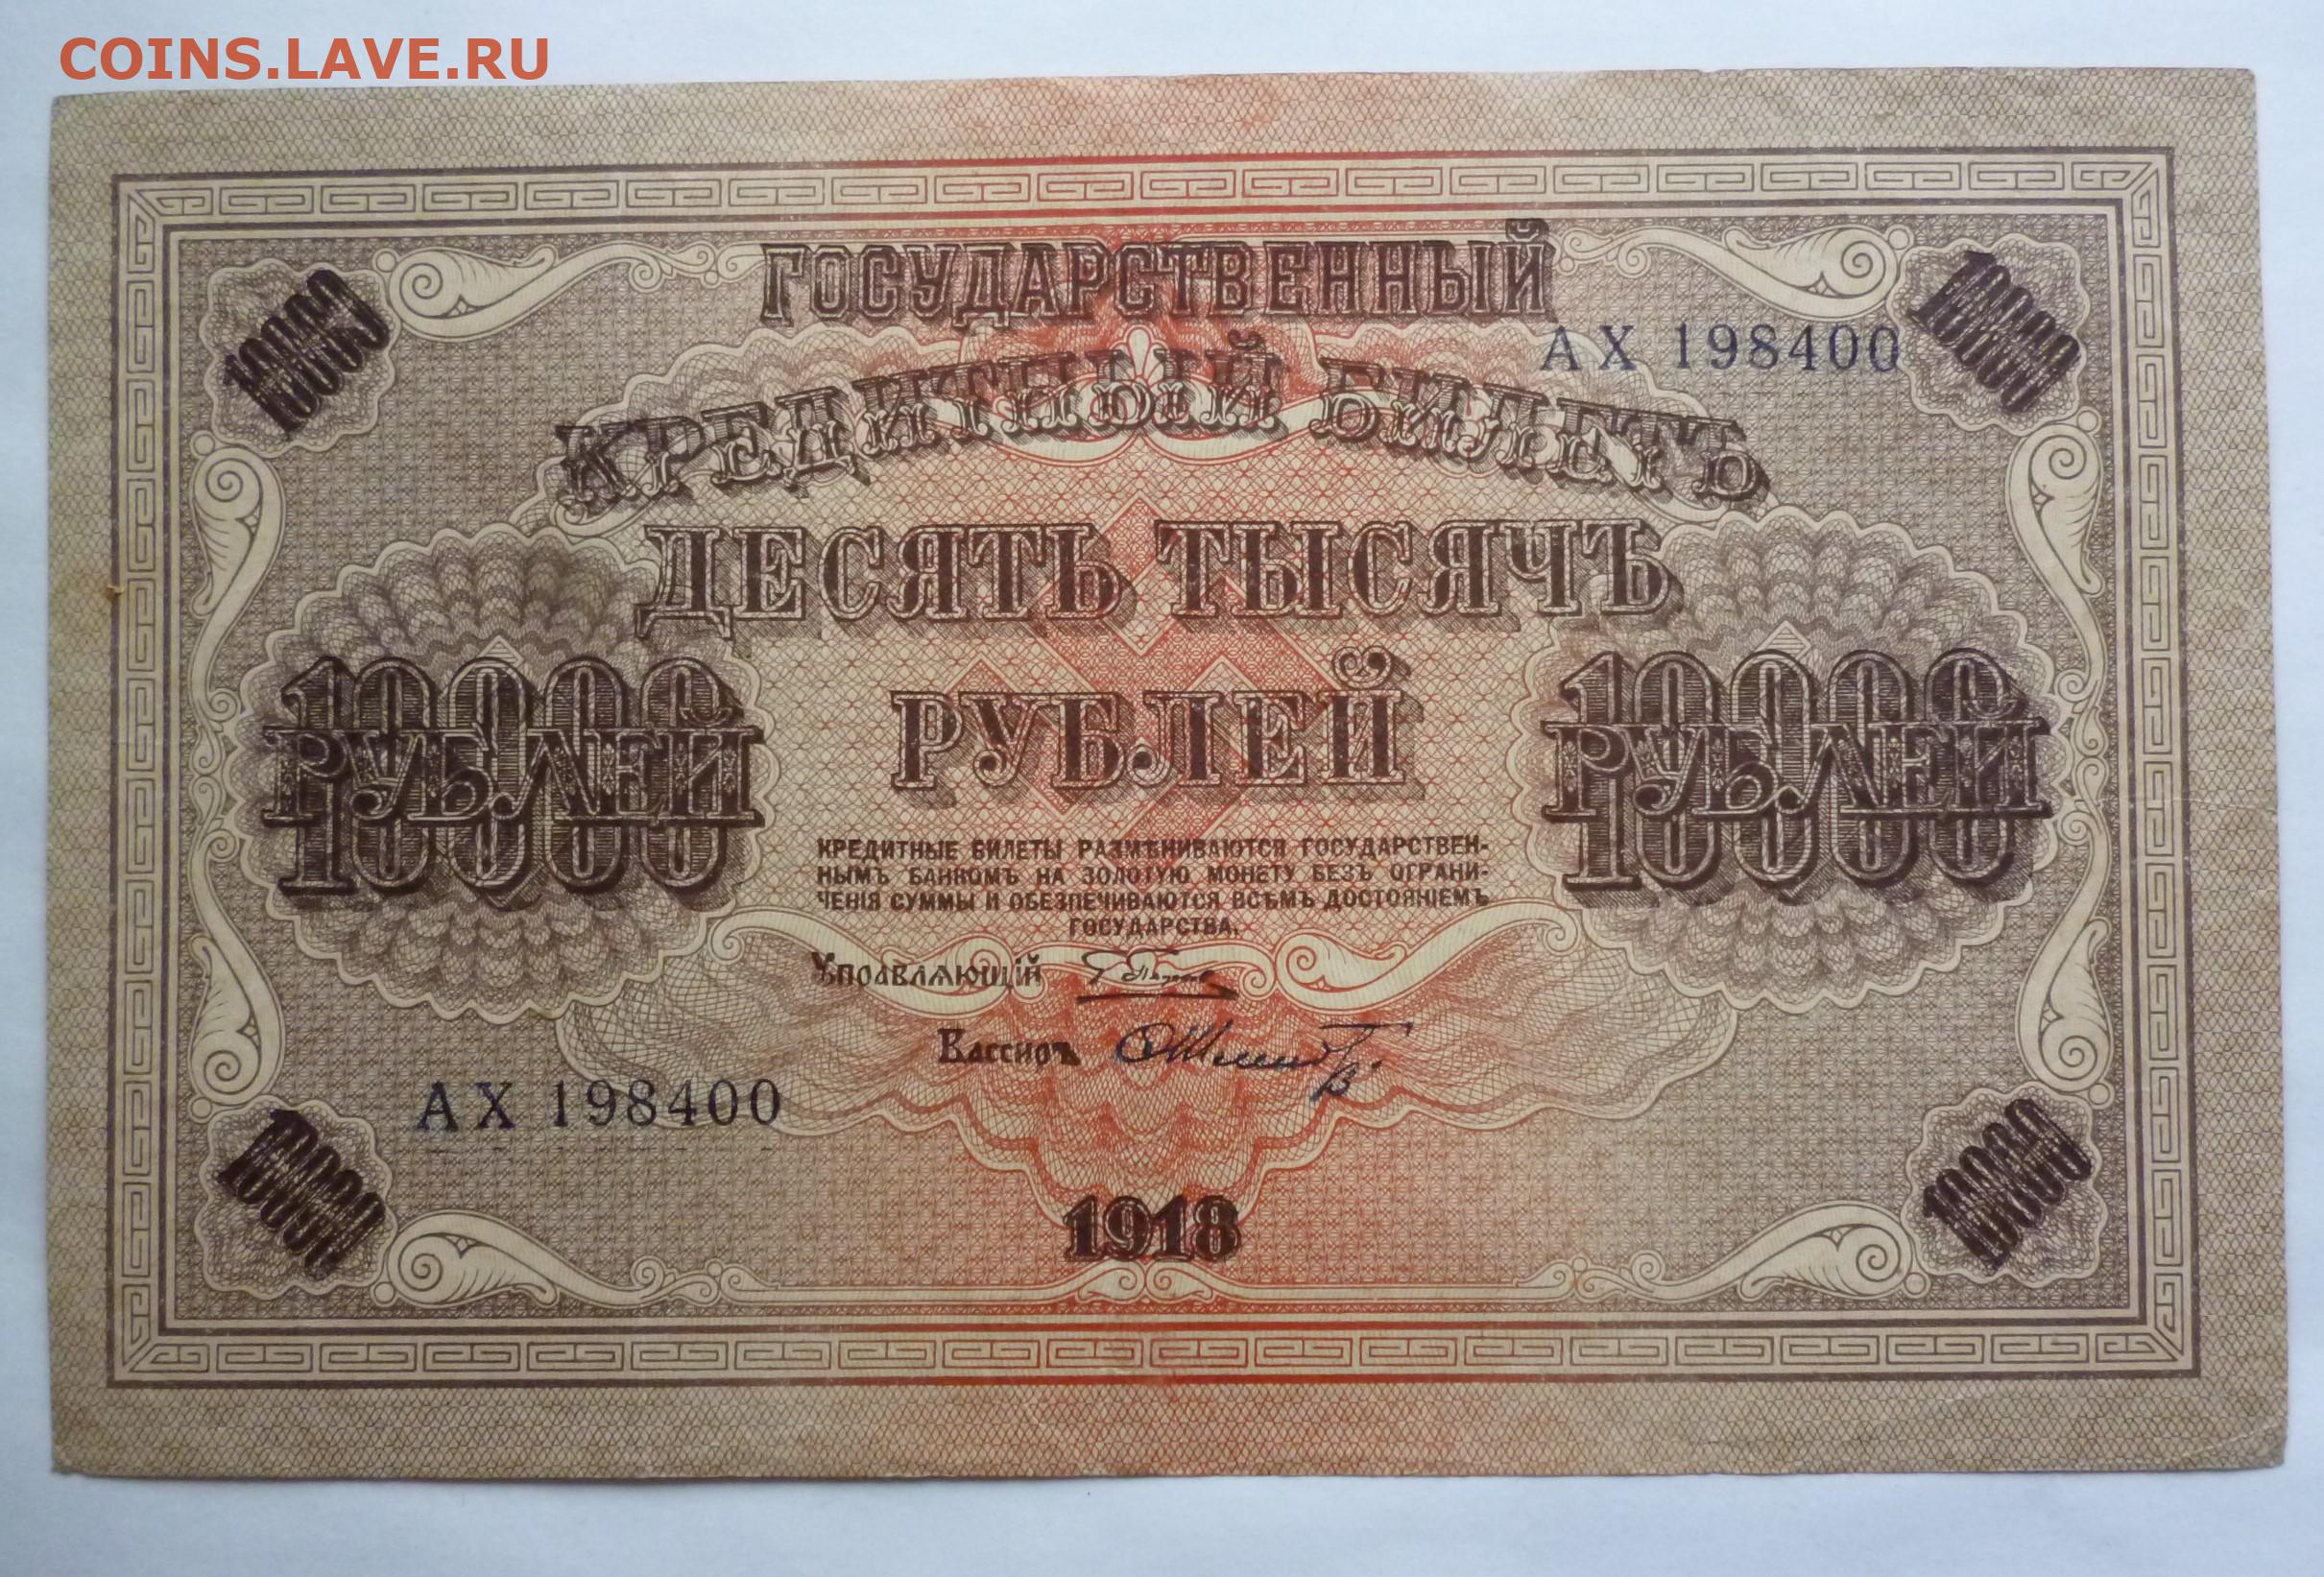 COINS.LAVE.RU
ГОСУДАРСТВЕННЫЙ
АХ 198400
КРЕДИТНЫЙ БИЛЕТЪ
ДЕСЯТЬ ТЫСЯЧЪ
РУБЛЕЙ
10000
РУБЛЕЙ
10000
РУБЛЕЙ
КРЕДИТНЫЕ БИЛЕТЫ РАЗМѢНИВАЮТСЯ ГОСУДАРСТВЕН-
НЫМЪ БАНКОМЪ НА ЗОЛОТУЮ МОНЕТУ БЕЗЪ ОГРАНИ-
ЧЕНІЯ СУММЫ И ОБЕЗПЕЧИВАЮТСЯ ВСѢМЪ ДОСТОЯНІЕМЪ
ГОСУДАРСТВА.
Управляющій
Кассиръ
АХ 198400
10000
10000
10000
10000
1918